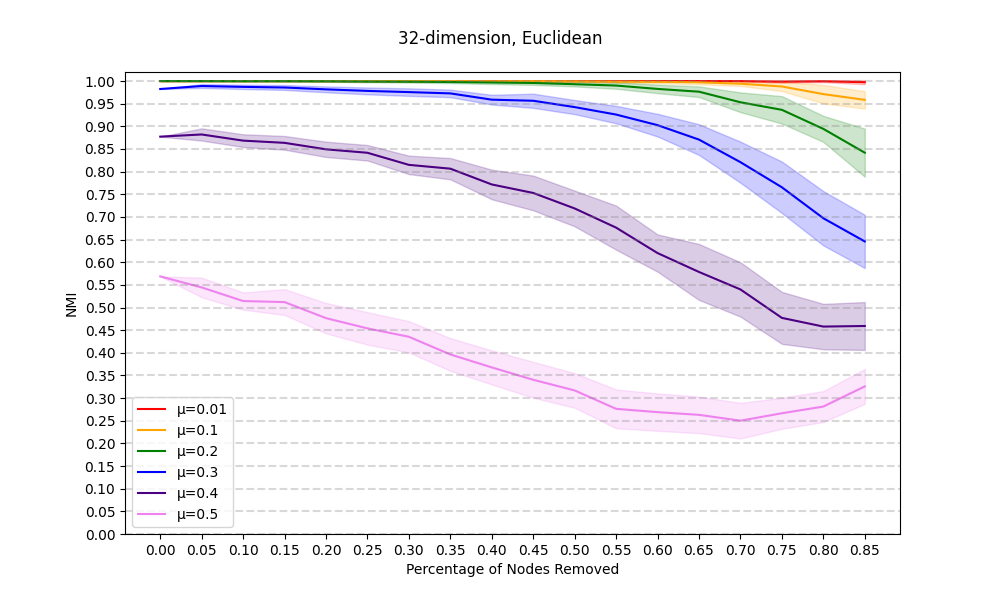 32-dimension, Euclidean
NMI
1.00
0.95
0.90
0.85
0.80
0.75
0.70
0.65
0.60
0.55
0.50
0.45
0.40
0.35
0.30
0.25
0.20
0.15
0.10
0.05
0.00
μ=0.01
μ=0.1
μ=0.2
μ=0.3
μ=0.4
μ=0.5
0.00 0.05 0.10 0.15 0.20 0.25 0.30 0.35 0.40 0.45 0.50 0.55 0.60 0.65 0.70 0.75 0.80 0.85
Percentage of Nodes Removed